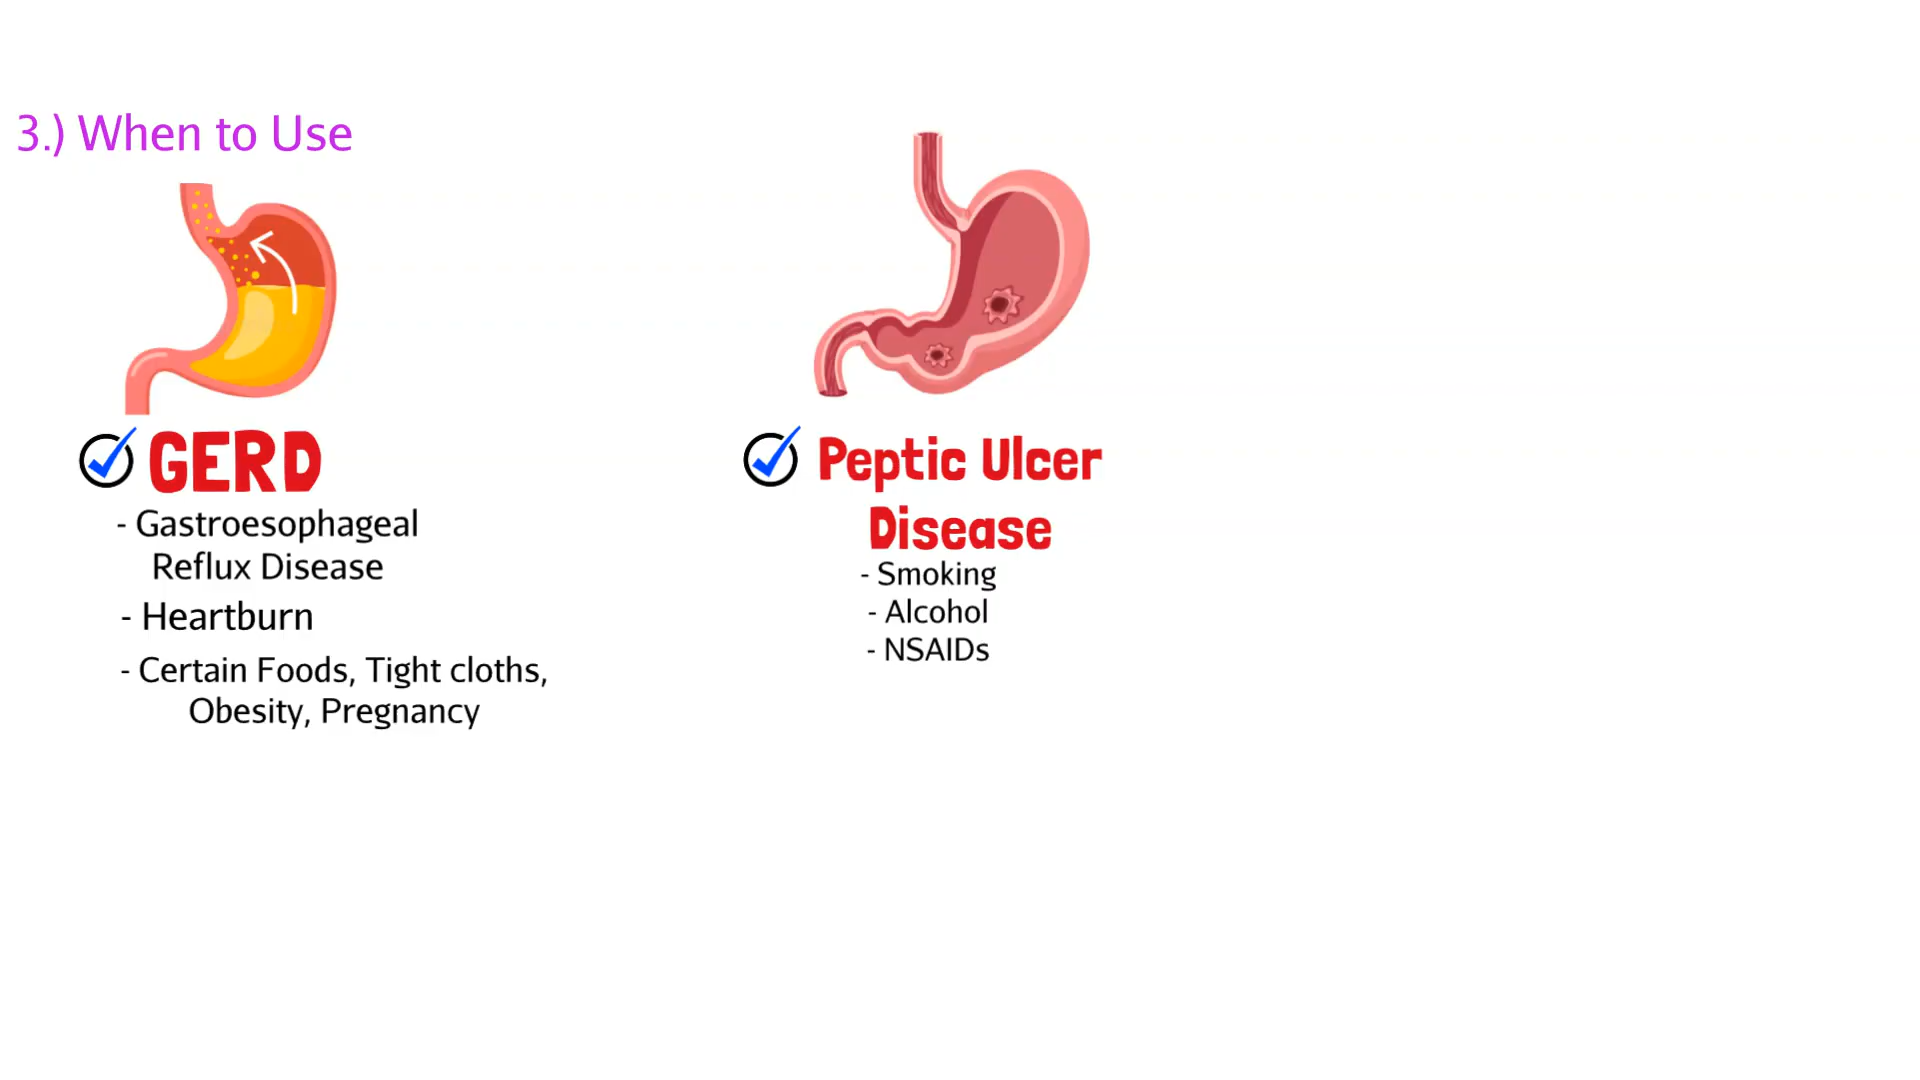 3.) When to Use
GERD
- Gastroesophageal
Reflux Disease
- Heartburn
- Certain Foods, Tight cloths,
Obesity, Pregnancy
Peptic Ulcer
Disease
- Smoking
- Alcohol
- NSAIDs